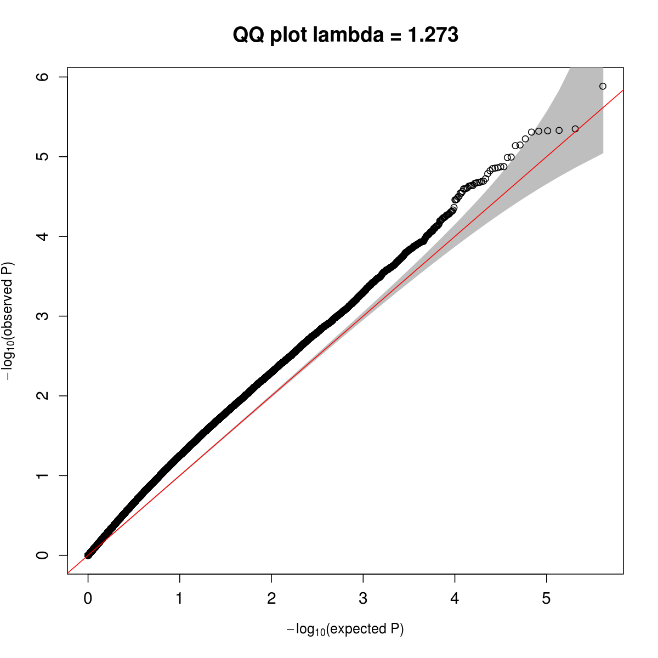 QQ plot lambda = 1.273
−log10(observed P)
6
5
4
3
2
1
0
0 1 2 3 4 5
−log10(expected P)